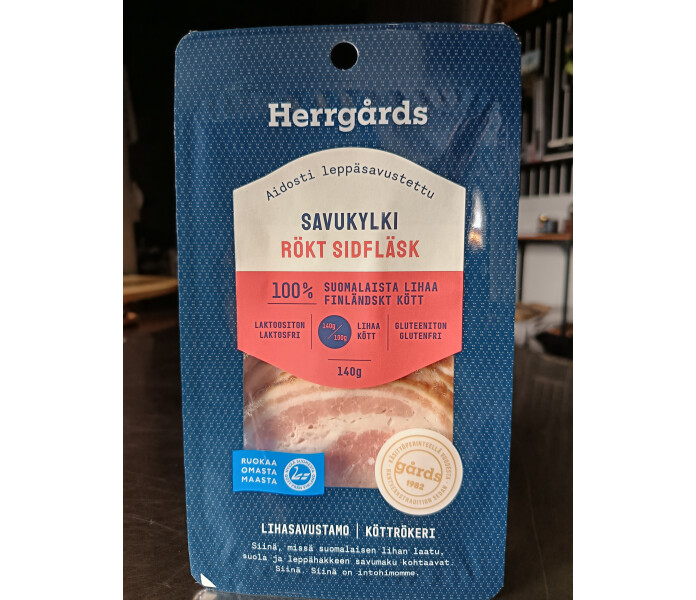 Herrgårds
Aidosti leppäsavustettu
SAVUKYLKI
RÖKT SIDFLÄSK
100% SUOMALAISTA LIHAA
FINLÄNDSKT KÖTT
LAKTOOSITON
LAKTOSFRI
140g/100g
LIHAA
KÖTT
GLUTEENITON
GLUTENFRI
140g
RUOKAA
OMASTA
MAASTA
gårds
1982
LIHASAVUSTAMO | KÖTTRÖKERI
Siinä, missä suomalaisen lihan laatu,
suola ja leppähakkeen savumaku kohtaavat.
Siinä. Siinä on intohimomme.